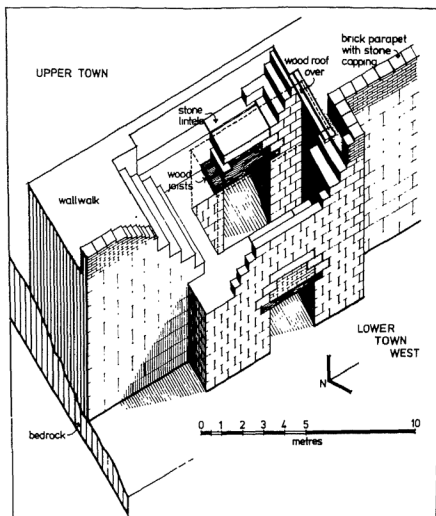 brick parapet
with stone
capping
UPPER TOWN
wood roof
over
stone
lintels
wood
joists
wallwalk
LOWER
TOWN
WEST
N
bedrock
0 1 2 3 4 5 10
metres